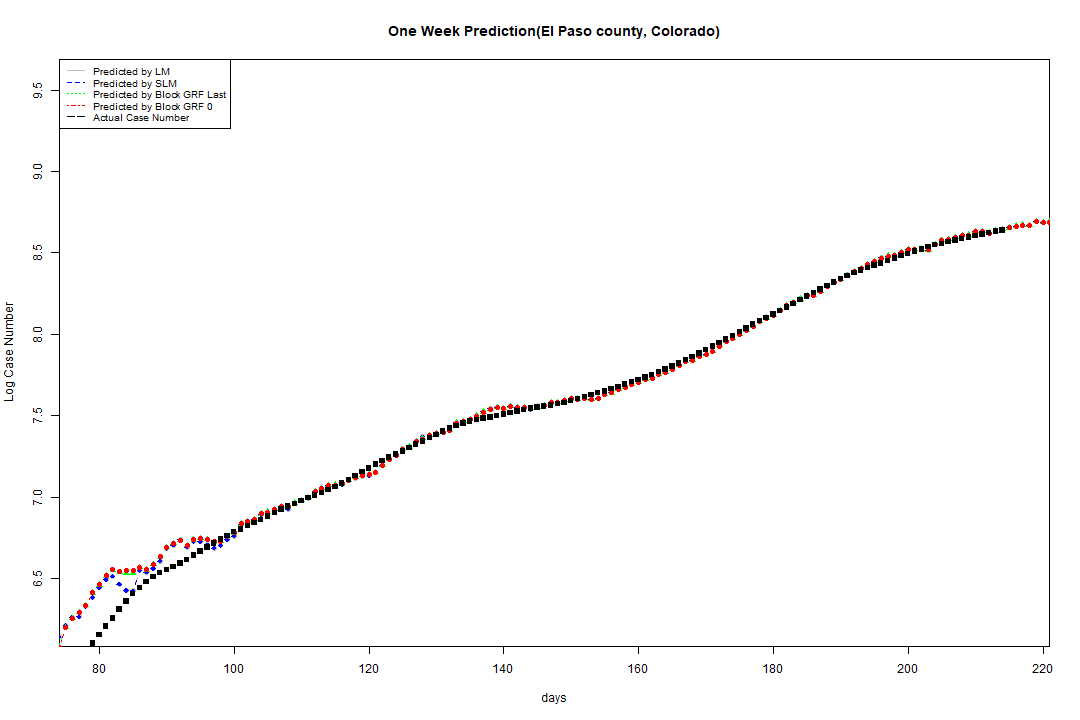 One Week Prediction(El Paso county, Colorado)
Predicted by LM
Predicted by SLM
Predicted by Block GRF Last
Predicted by Block GRF 0
Actual Case Number
Log Case Number
9.5
9.0
8.5
8.0
7.5
7.0
6.5
80 100 120 140 160 180 200 220
days